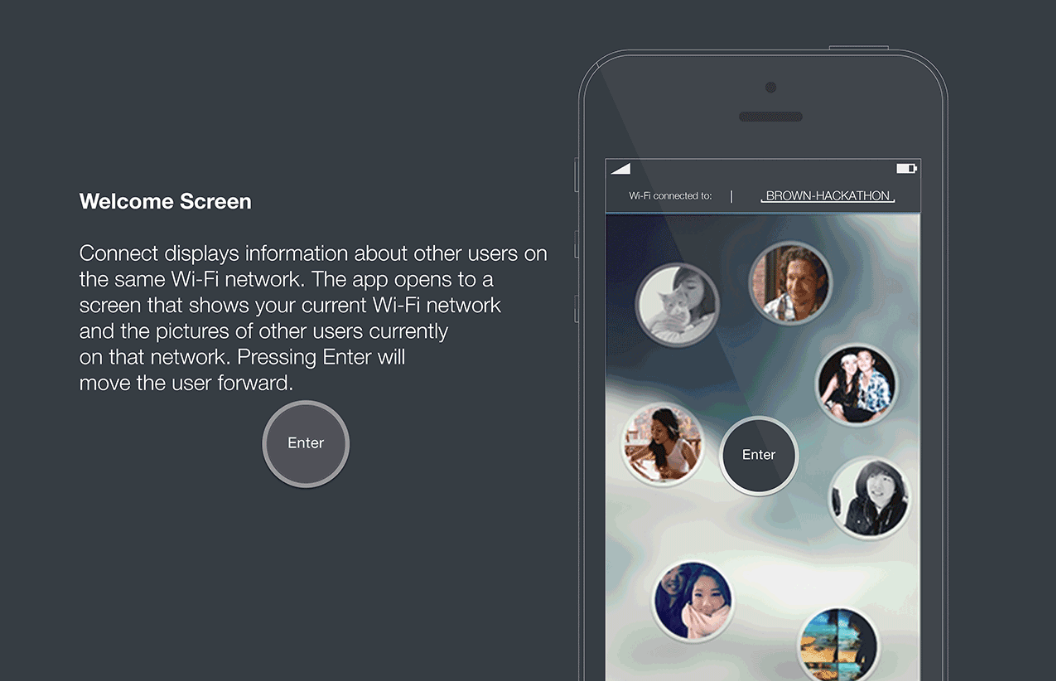 Welcome Screen
Connect displays information about other users on
the same Wi-Fi network. The app opens to a
screen that shows your current Wi-Fi network
and the pictures of other users currently
on that network. Pressing Enter will
move the user forward.
Enter
Wi-Fi connected to: | BROWN-HACKATHON
Enter